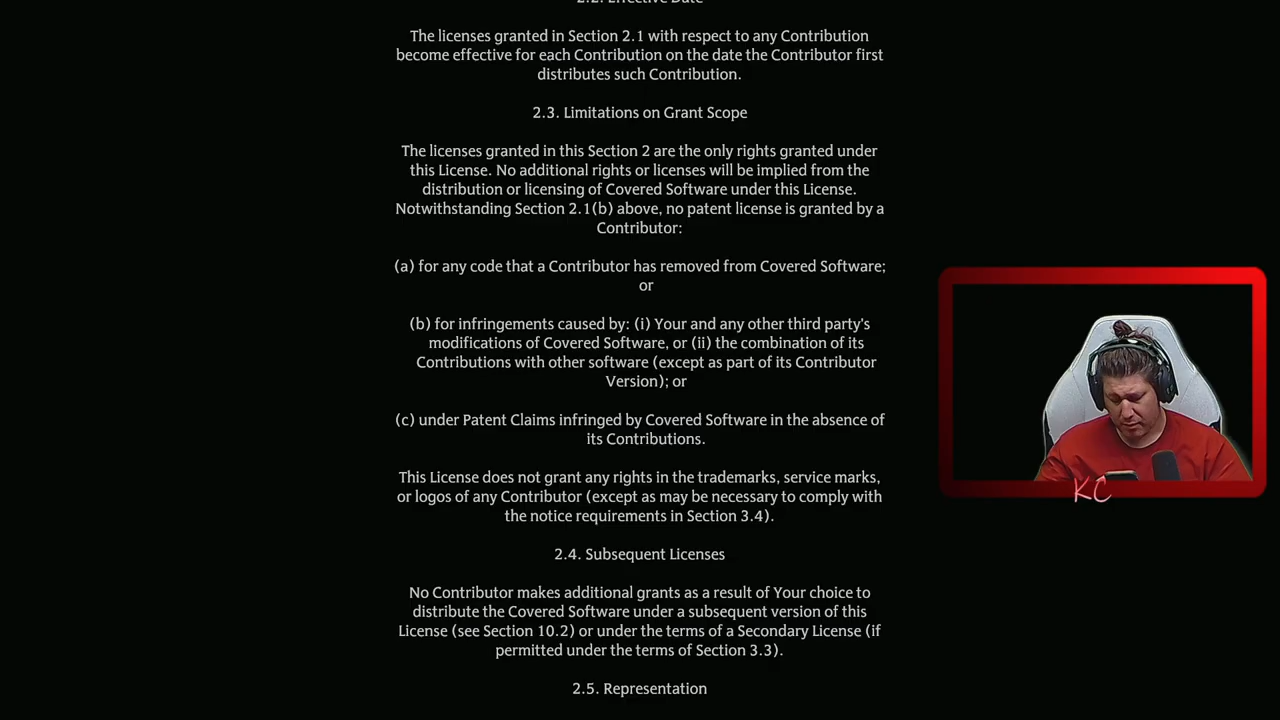 2.2. Effective Date
The licenses granted in Section 2.1 with respect to any Contribution
become effective for each Contribution on the date the Contributor first
distributes such Contribution.
2.3. Limitations on Grant Scope
The licenses granted in this Section 2 are the only rights granted under
this License. No additional rights or licenses will be implied from the
distribution or licensing of Covered Software under this License.
Notwithstanding Section 2.1(b) above, no patent license is granted by a
Contributor:
(a) for any code that a Contributor has removed from Covered Software;
or
(b) for infringements caused by: (i) Your and any other third party's
modifications of Covered Software, or (ii) the combination of its
Contributions with other software (except as part of its Contributor
Version); or
(c) under Patent Claims infringed by Covered Software in the absence of
its Contributions.
This License does not grant any rights in the trademarks, service marks,
or logos of any Contributor (except as may be necessary to comply with
the notice requirements in Section 3.4).
2.4. Subsequent Licenses
No Contributor makes additional grants as a result of Your choice to
distribute the Covered Software under a subsequent version of this
License (see Section 10.2) or under the terms of a Secondary License (if
permitted under the terms of Section 3.3).
2.5. Representation
KC